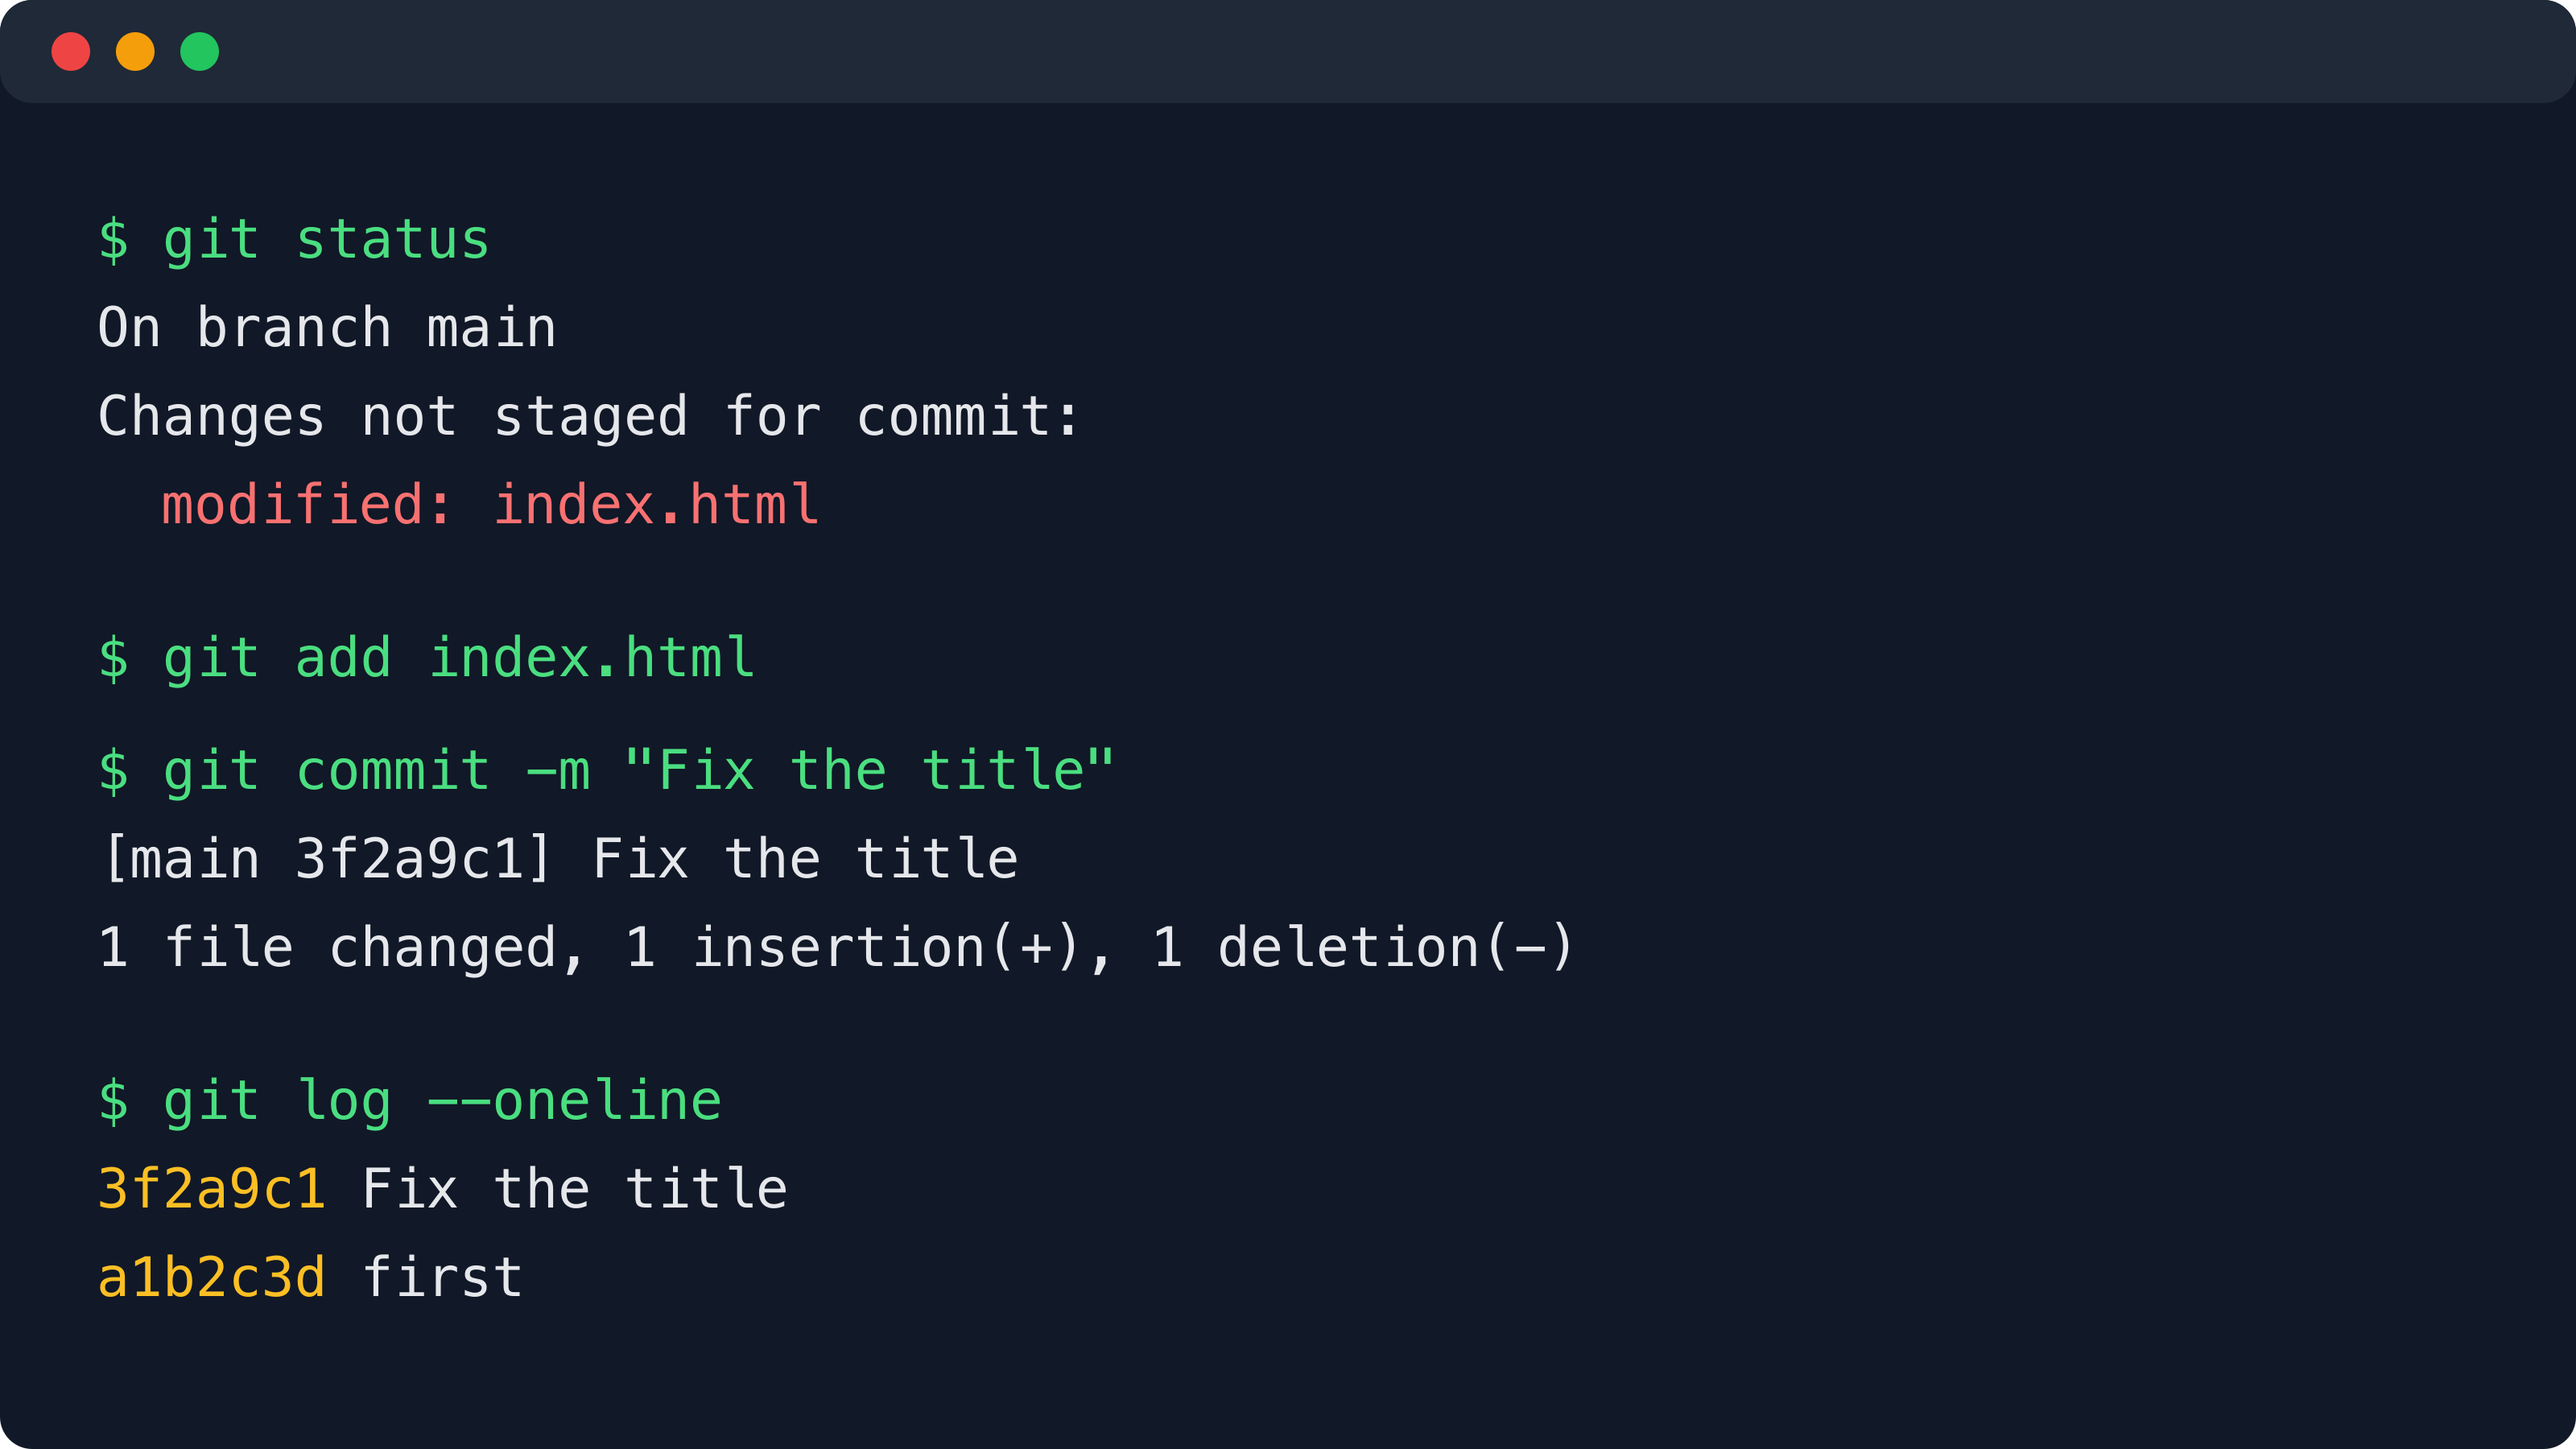 $ git status
On branch main
Changes not staged for commit:
  modified: index.html
$ git add index.html
$ git commit -m "Fix the title"
[main 3f2a9c1] Fix the title
1 file changed, 1 insertion(+), 1 deletion(-)
$ git log --oneline
3f2a9c1 Fix the title
a1b2c3d first